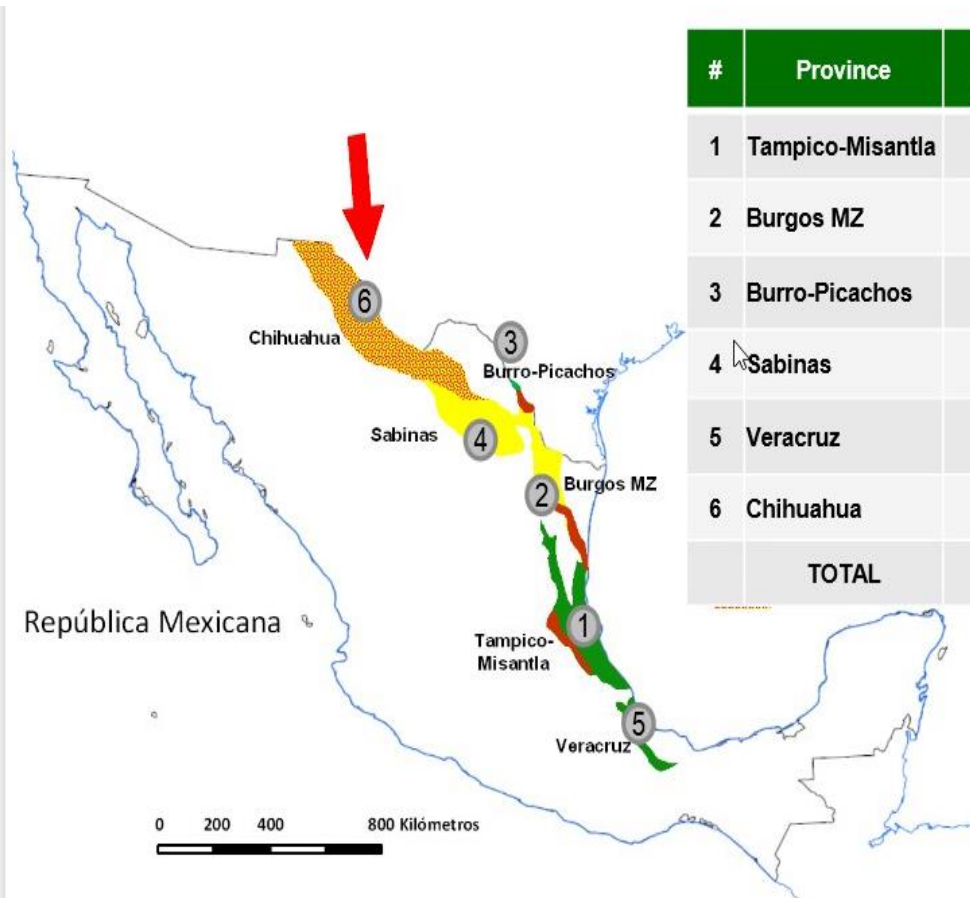 # Province
1 Tampico-Misantla
2 Burgos MZ
3 Burro-Picachos
4 Sabinas
5 Veracruz
6 Chihuahua
TOTAL
6
Chihuahua
3
Burro-Picachos
Sabinas
4
2
Burgos MZ
República Mexicana
1
Tampico-
Misantla
5
Veracruz
0 200 400 800 Kilómetros